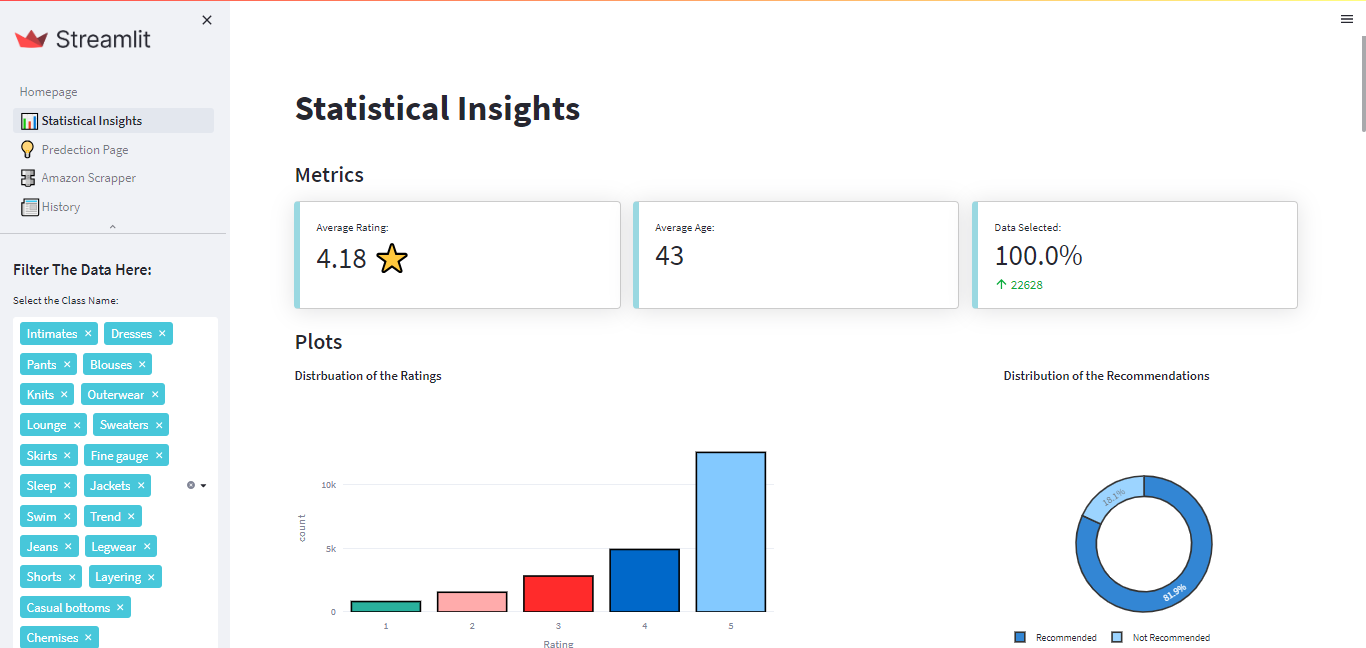 Streamlit
Homepage
Statistical Insights
Predection Page
Amazon Scrapper
History
Filter The Data Here:
Select the Class Name:
Intimates × Dresses ×
Pants × Blouses ×
Knits × Outerwear ×
Lounge × Sweaters ×
Skirts × Fine gauge ×
Sleep × Jackets ×
Swim × Trend ×
Jeans × Legwear ×
Shorts × Layering ×
Casual bottoms ×
Chemises ×
Statistical Insights
Metrics
Average Rating:
4.18
Average Age:
43
Data Selected:
100.0%
22628
Plots
Distrbuation of the Ratings
10k
5k
0
count
1 2 3 4 5
Rating
Distribution of the Recommendations
18.1%
81.9%
Recommended Not Recommended